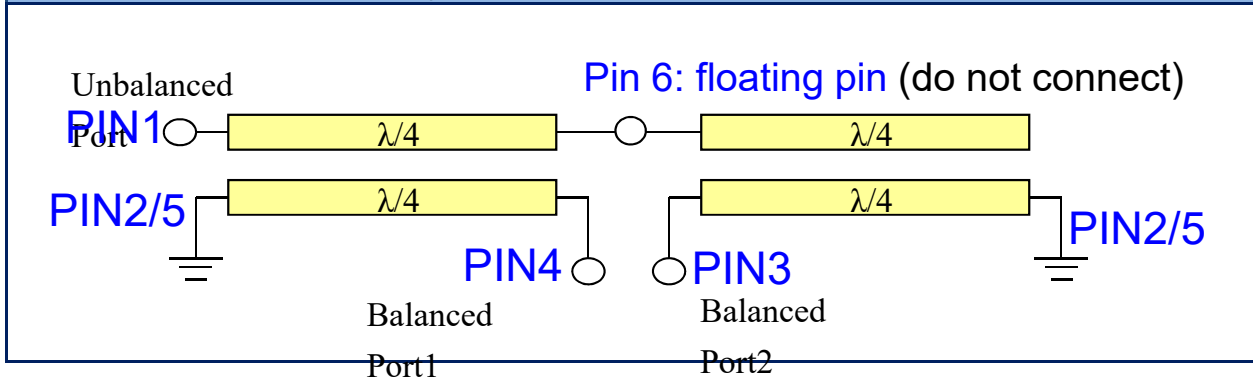 Unbalanced
Port
PIN1
Pin 6: floating pin (do not connect)
λ/4
λ/4
λ/4
λ/4
PIN2/5
PIN2/5
PIN4
PIN3
Balanced
Port1
Balanced
Port2